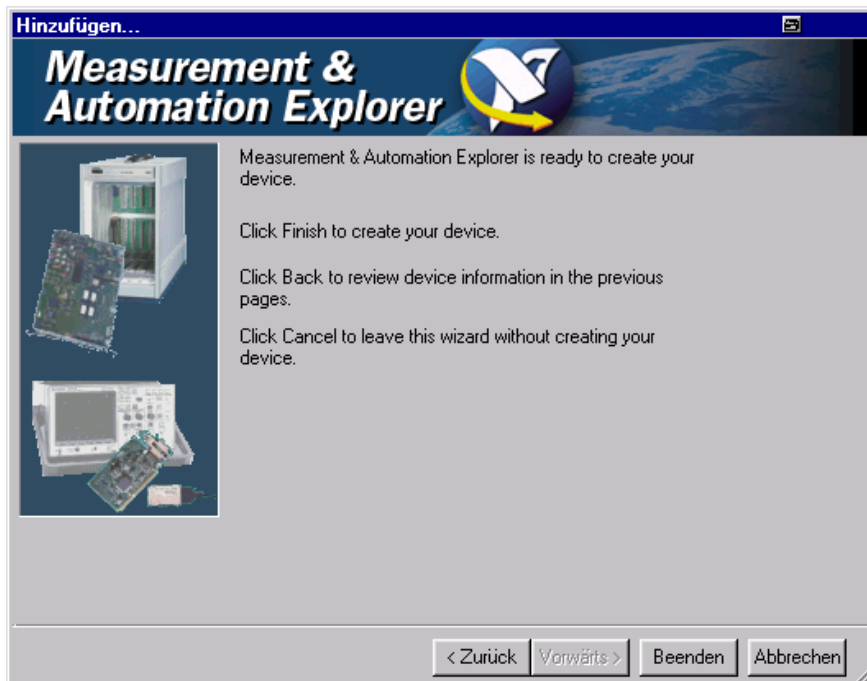 Hinzufügen...
Measurement &
Automation Explorer
Measurement & Automation Explorer is ready to create your
device.
Click Finish to create your device.
Click Back to review device information in the previous
pages.
Click Cancel to leave this wizard without creating your
device.
< Zurück
Vorwärts >
Beenden
Abbrechen